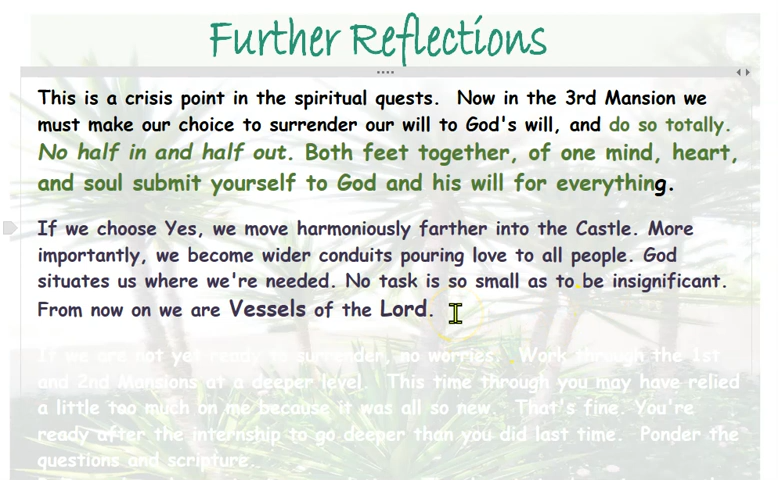 Further Reflections
This is a crisis point in the spiritual quests. Now in the 3rd Mansion we
must make our choice to surrender our will to God's will, and do so totally.
No half in and half out. Both feet together, of one mind, heart,
and soul submit yourself to God and his will for everything.
If we choose Yes, we move harmoniously farther into the Castle. More
importantly, we become wider conduits pouring love to all people. God
situates us where we're needed. No task is so small as to be insignificant.
From now on we are Vessels of the Lord.
If we are not yet ready to surrender, no worries. Work through the 1st
and 2nd Mansions at a deeper level. This time through you may have relied
a little too much on me because it was all so new. That's fine. You're
ready after the internship to go deeper than you did last time. Ponder the
questions and scripture.